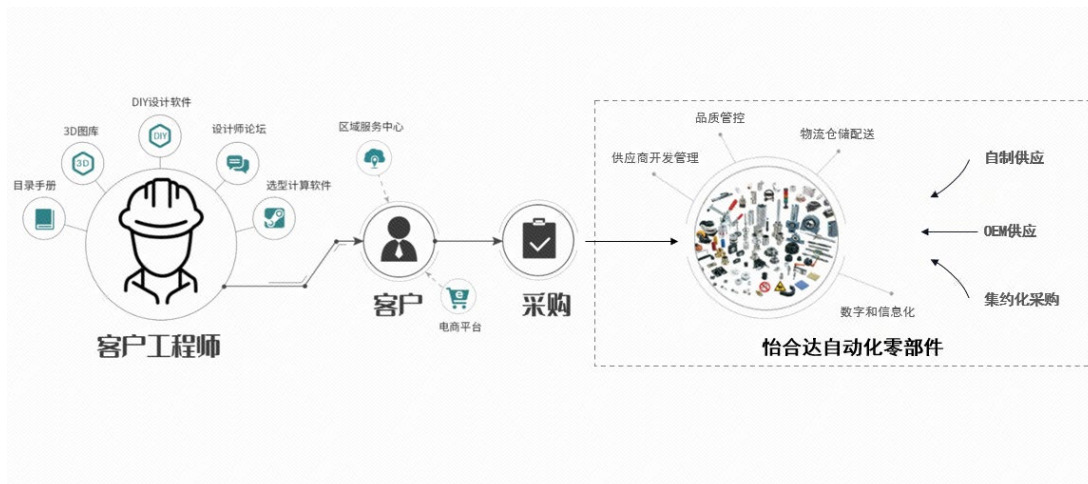 DIY设计软件
3D图库
设计师论坛
目录手册
选型计算软件
DIY
3D
客户工程师
区域服务中心
客户
e
电商平台
采购
品质管控
物流仓储配送
供应商开发管理
数字和信息化
怡合达自动化零部件
自制供应
OEM供应
集约化采购